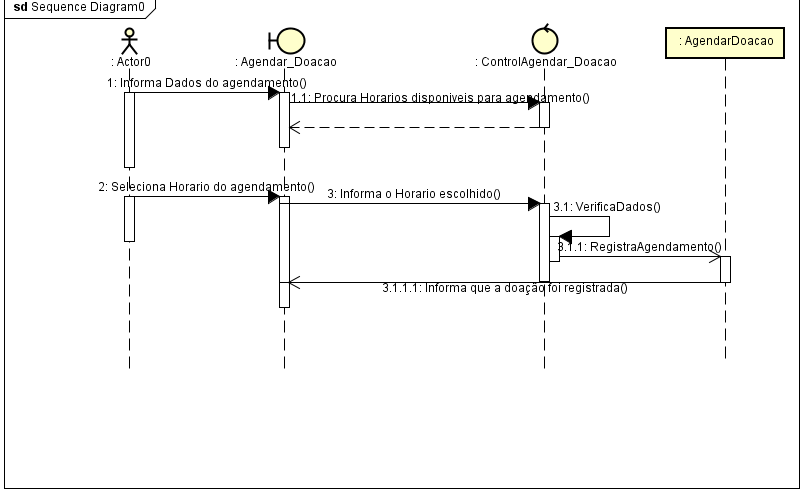 sd Sequence Diagram0
: Actor0
: Agendar_Doacao
: ControlAgendar_Doacao
: AgendarDoacao
1: Informa Dados do agendamento()
1.1: Procura Horarios disponiveis para agendamento()
2: Seleciona Horario do agendamento()
3: Informa o Horario escolhido()
3.1: VerificaDados()
3.1.1: RegistraAgendamento()
3.1.1.1: Informa que a doação foi registrada()